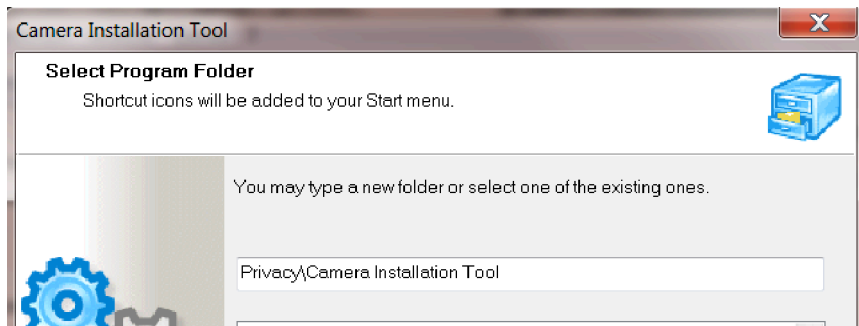 Camera Installation Tool
Select Program Folder
Shortcut icons will be added to your Start menu.
You may type a new folder or select one of the existing ones.
Privacy\Camera Installation Tool